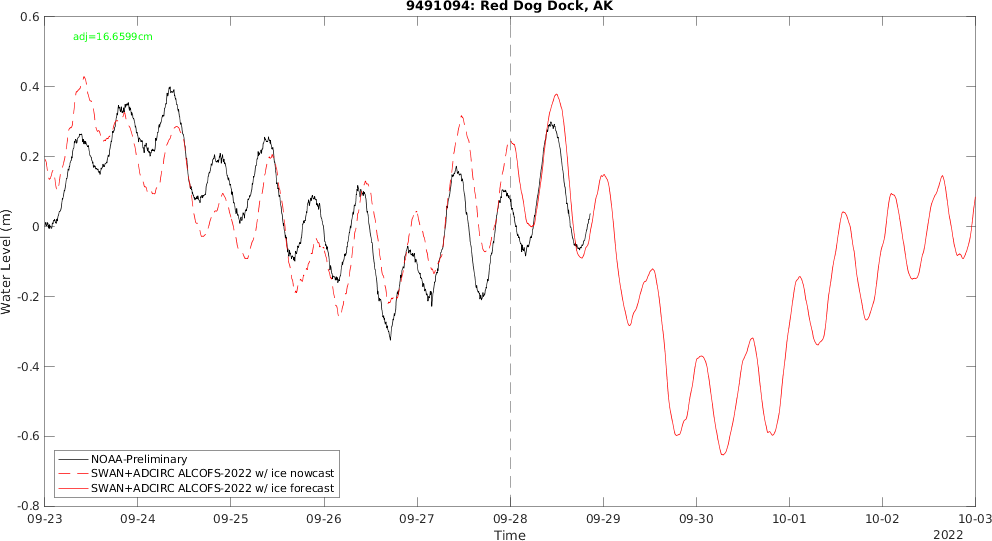 9491094: Red Dog Dock, AK
adj=16.6599cm
Water Level (m)
0.6
0.4
0.2
0
-0.2
-0.4
-0.6
-0.8
NOAA-Preliminary
SWAN+ADCIRC ALCOFS-2022 w/ ice nowcast
SWAN+ADCIRC ALCOFS-2022 w/ ice forecast
09-23 09-24 09-25 09-26 09-27 09-28 09-29 09-30 10-01 10-02 10-03
Time
2022